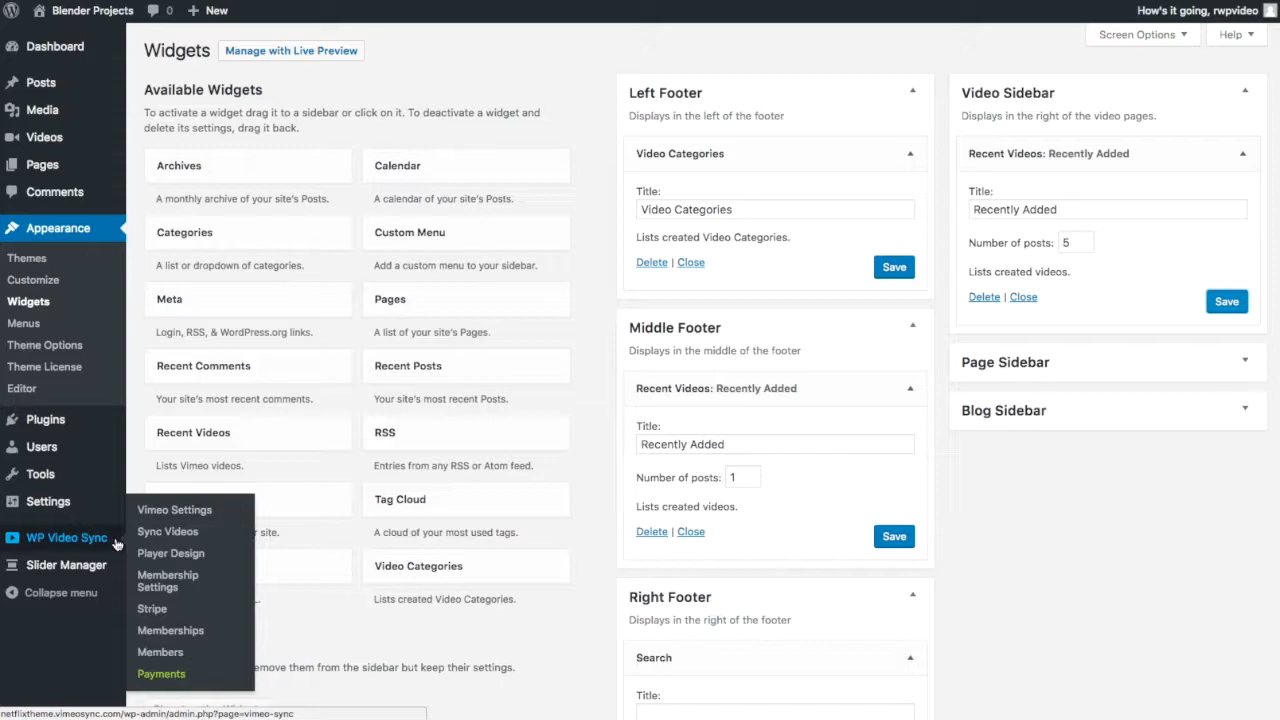 Blender Projects 0 New How's it going, rwpvideo
Dashboard
Posts
Media
Videos
Pages
Comments
Appearance
Themes
Customize
Widgets
Menus
Theme Options
Theme License
Editor
Plugins
Users
Tools
Settings
WP Video Sync
Slider Manager
Collapse menu
Vimeo Settings
Sync Videos
Player Design
Membership
Settings
Stripe
Memberships
Members
Payments
Screen Options
Help
Widgets
Manage with Live Preview
Available Widgets
To activate a widget drag it to a sidebar or click on it. To deactivate a widget and
delete its settings, drag it back.
Archives
A monthly archive of your site's Posts.
Calendar
A calendar of your site's Posts.
Categories
A list or dropdown of categories.
Custom Menu
Add a custom menu to your sidebar.
Meta
Login, RSS, & WordPress.org links.
Pages
A list of your site's Pages.
Recent Comments
Your site's most recent comments.
Recent Posts
Your site's most recent Posts.
Recent Videos
Lists Vimeo videos.
RSS
Entries from any RSS or Atom feed.
site.
Tag Cloud
A cloud of your most used tags.
Video Categories
Lists created Video Categories.
remove them from the sidebar but keep their settings.
Left Footer
Displays in the left of the footer
Video Categories
Title:
Video Categories
Lists created Video Categories.
Delete | Close
Save
Middle Footer
Displays in the middle of the footer
Recent Videos: Recently Added
Title:
Recently Added
Number of posts: 1
Lists created videos.
Delete | Close
Save
Right Footer
Displays in the right of the footer
Search
Title:
Video Sidebar
Displays in the right of the video pages.
Recent Videos: Recently Added
Title:
Recently Added
Number of posts: 5
Lists created videos.
Delete | Close
Save
Page Sidebar
Blog Sidebar
netflixtheme.vimeosync.com/wp-admin/admin.php?page=vimeo-sync